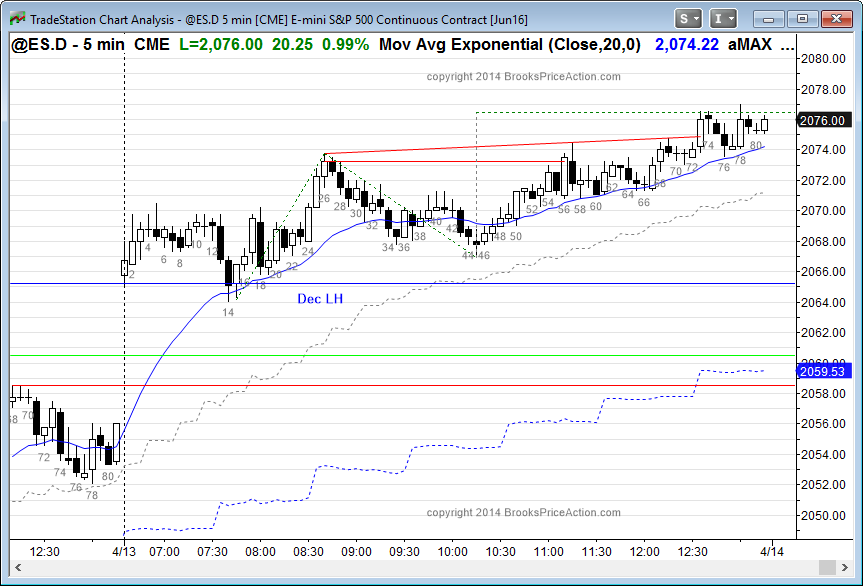 TradeStation Chart Analysis - @ES.D 5 min [CME] E-mini S&P 500 Continuous Contract [Jun16]
S
I
@ES.D - 5 min CME L=2,076.00 20.25 0.99% Mov Avg Exponential (Close,20,0) 2,074.22 aMAX ...
copyright 2014 BrooksPriceAction.com
2080.00
2078.00
2076.00
2074.00
2072.00
2070.00
2068.00
2066.00
2064.00
2062.00
2060.00
2059.53
2058.00
2056.00
2054.00
2052.00
2050.00
68 70 72 74 76 78 80
2 4 6 8 10 12 14 16 18 20 22 24 26 28 30 32 34 36 38 40 42 44 46 48 50 52 54 56 58 60 62 64 66 68 70 72 74 76 78 80
Dec LH
copyright 2014 BrooksPriceAction.com
12:30 4/13 07:00 07:30 08:00 08:30 09:00 09:30 10:00 10:30 11:00 11:30 12:00 12:30 4/14